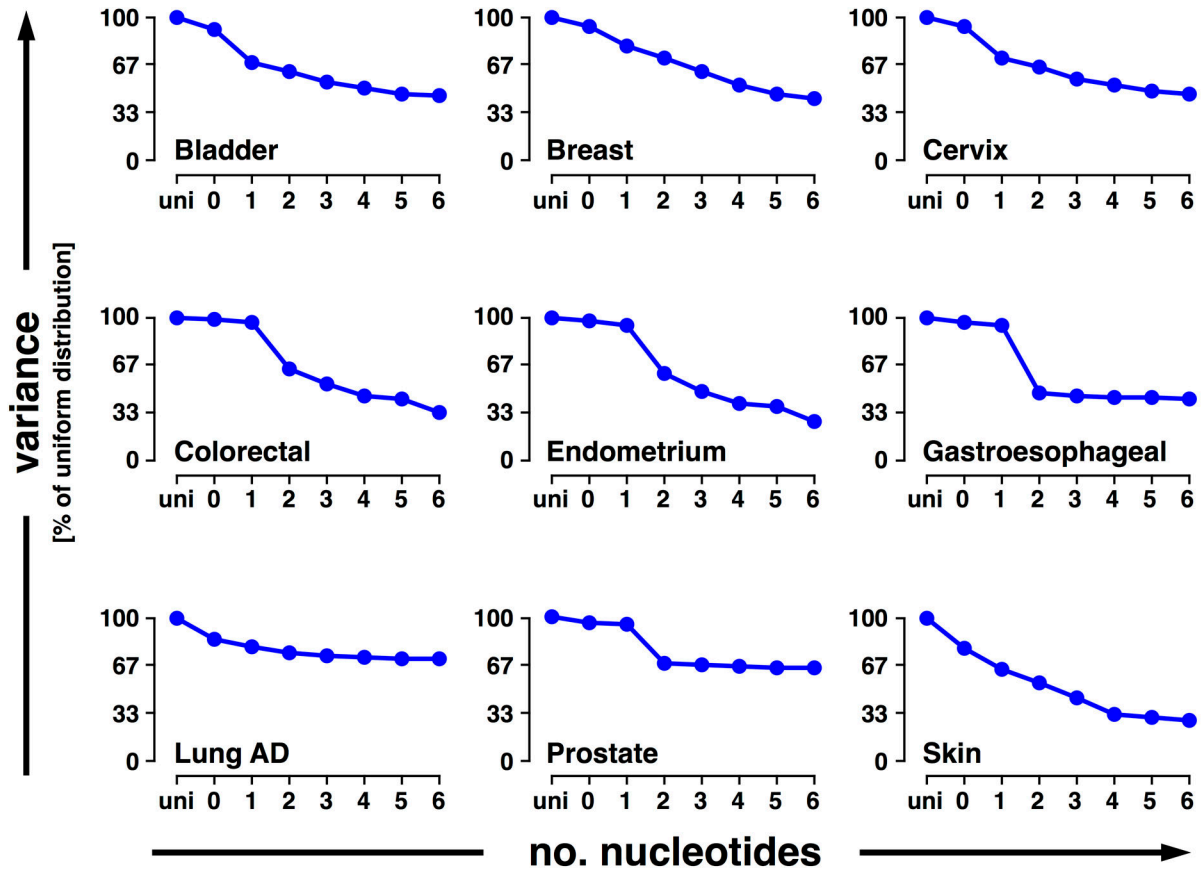 variance
[% of uniform distribution]
100
67
33
0
Bladder
uni 0 1 2 3 4 5 6
100
67
33
0
Breast
uni 0 1 2 3 4 5 6
100
67
33
0
Cervix
uni 0 1 2 3 4 5 6
100
67
33
0
Colorectal
uni 0 1 2 3 4 5 6
100
67
33
0
Endometrium
uni 0 1 2 3 4 5 6
100
67
33
0
Gastroesophageal
uni 0 1 2 3 4 5 6
100
67
33
0
Lung AD
uni 0 1 2 3 4 5 6
100
67
33
0
Prostate
uni 0 1 2 3 4 5 6
100
67
33
0
Skin
uni 0 1 2 3 4 5 6
no. nucleotides